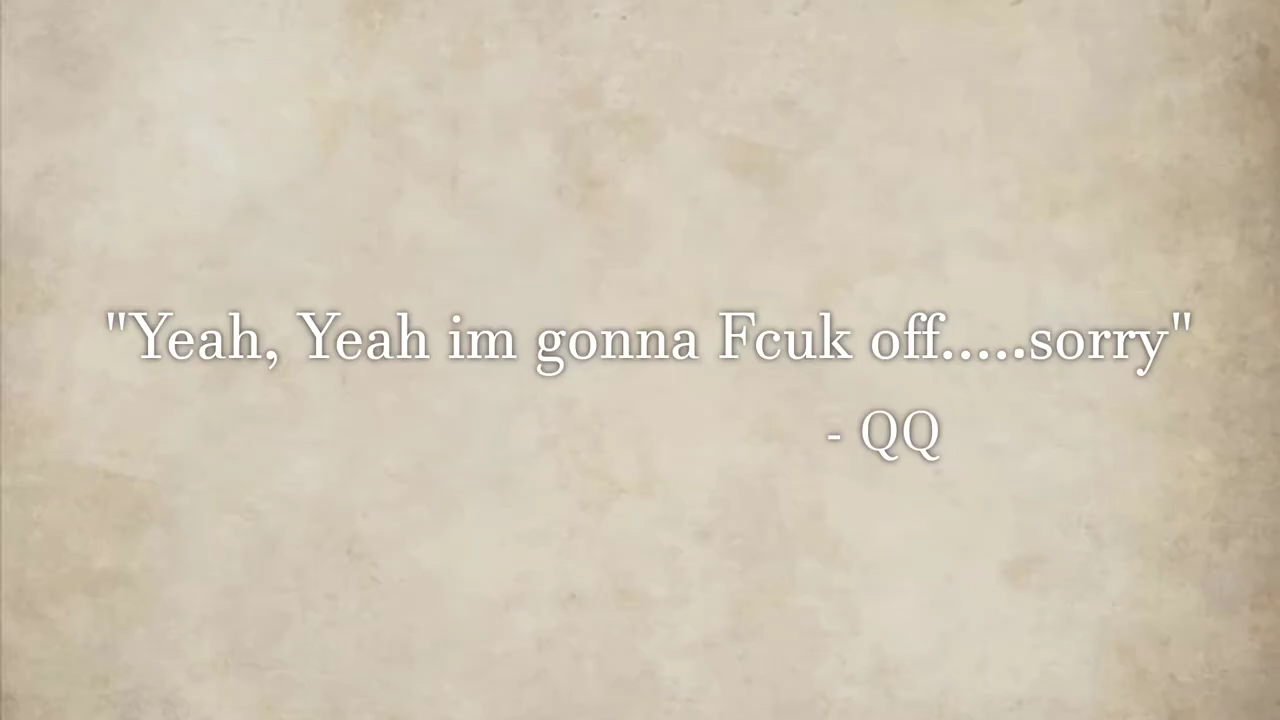 "Yeah, Yeah im gonna Fcuk off.....sorry"
- QQ